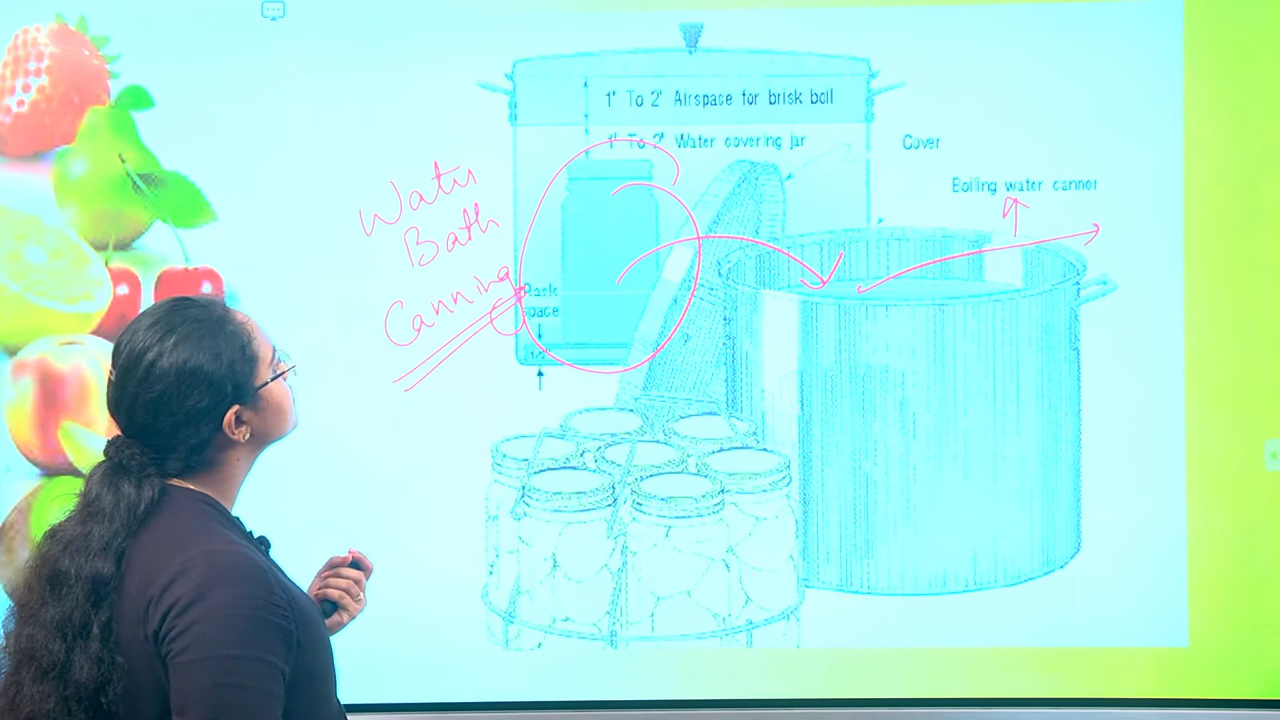 1" To 2" Airspace for brisk boil
1" To 2" Water covering jar
Cover
Boiling water canner
Water
Bath
Canning
Rack
space